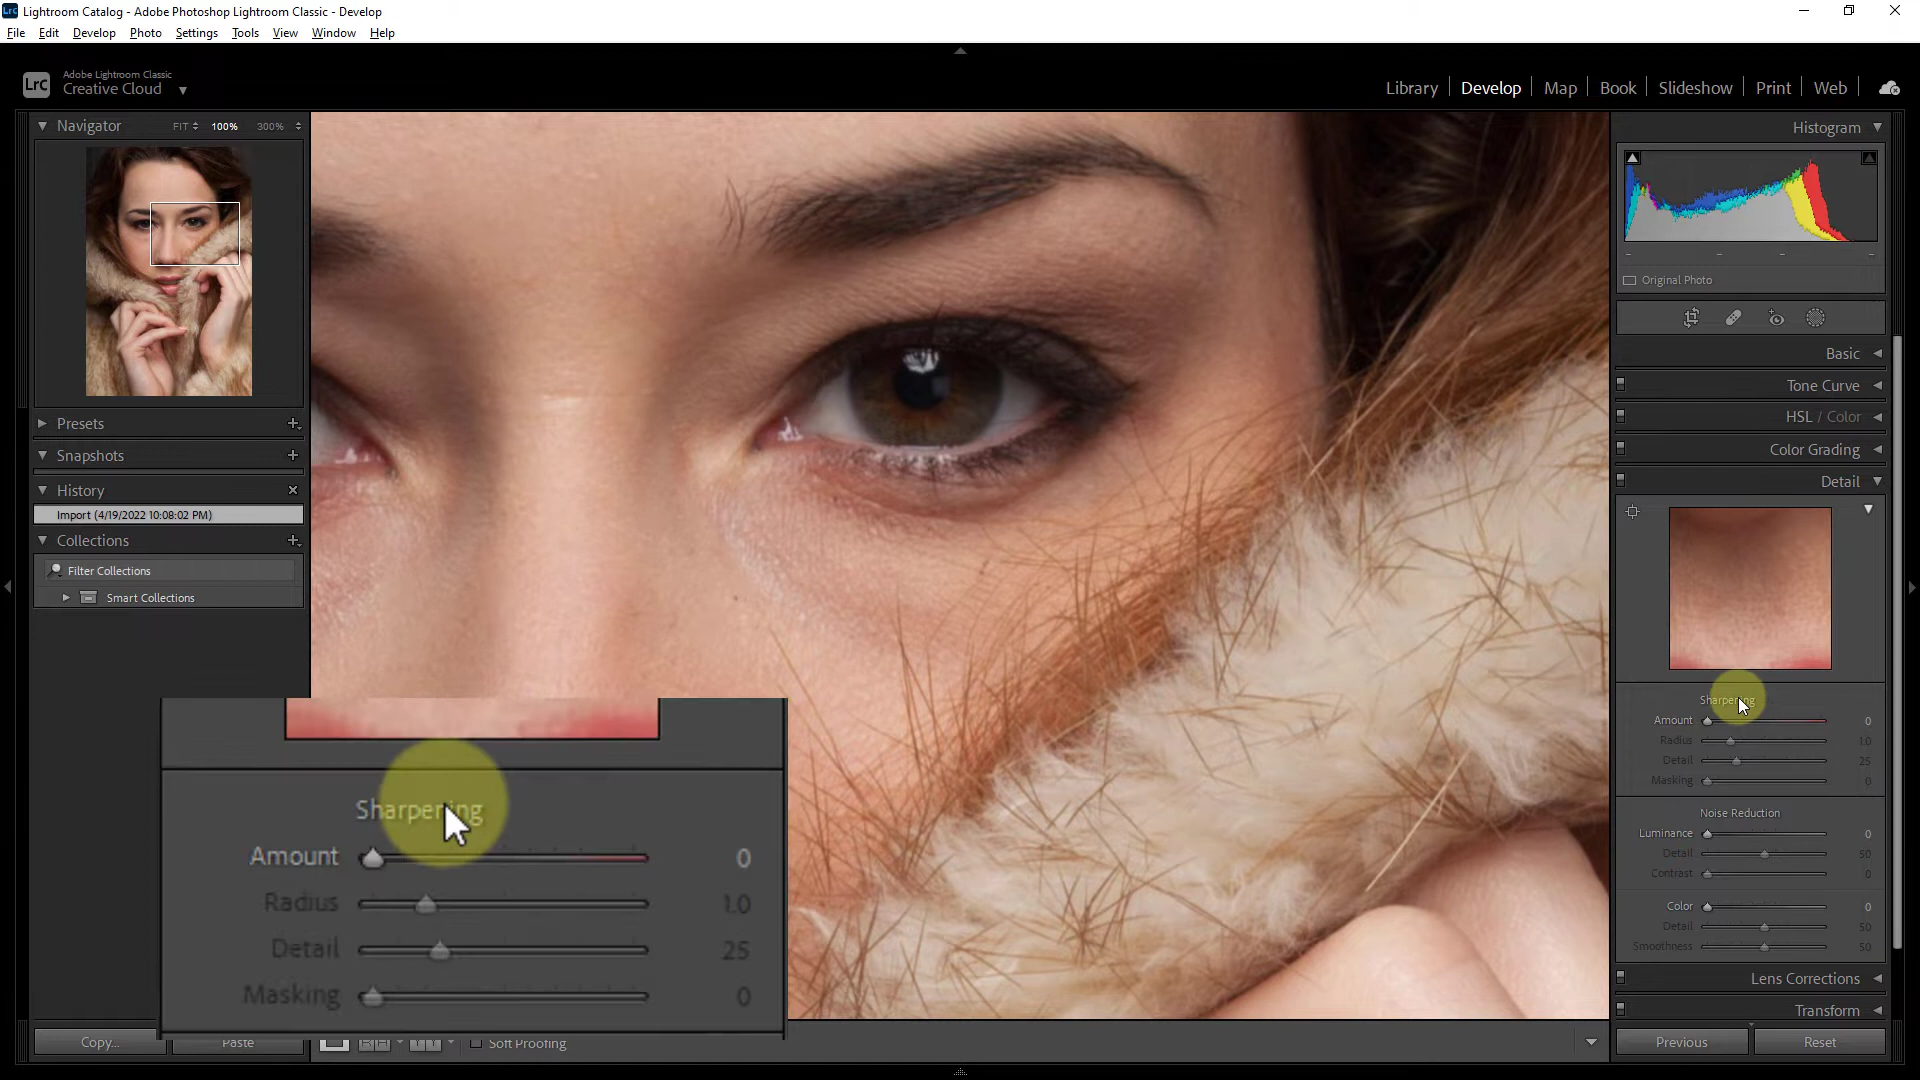 Lightroom Catalog - Adobe Photoshop Lightroom Classic - Develop
File Edit Develop Photo Settings Tools View Window Help
LrC
Adobe Lightroom Classic
Creative Cloud
Library Develop Map Book Slideshow Print Web
Navigator FIT 100% 300%
Presets
Snapshots
History
Import (4/19/2022 10:08:02 PM)
Collections
Filter Collections
Smart Collections
Sharpening
Amount 0
Radius 1.0
Detail 25
Masking 0
Copy... Paste
Soft Proofing
Histogram
Original Photo
Basic
Tone Curve
HSL / Color
Color Grading
Detail
Sharpening
Amount 0
Radius 1.0
Detail 25
Masking 0
Noise Reduction
Luminance 0
Detail 50
Contrast 0
Color 0
Detail 50
Smoothness 50
Lens Corrections
Transform
Previous Reset